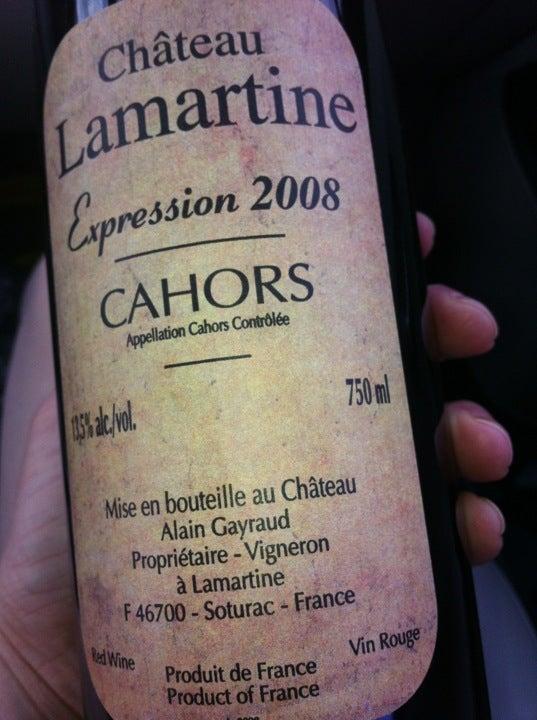 Château
Lamartine
Expression 2008
CAHORS
Appellation Cahors Contrôlée
13,5% alc./vol.
750 ml
Mise en bouteille au Château
Alain Gayraud
Propriétaire - Vigneron
à Lamartine
F 46700 - Soturac - France
Red Wine
Vin Rouge
Produit de France
Product of France